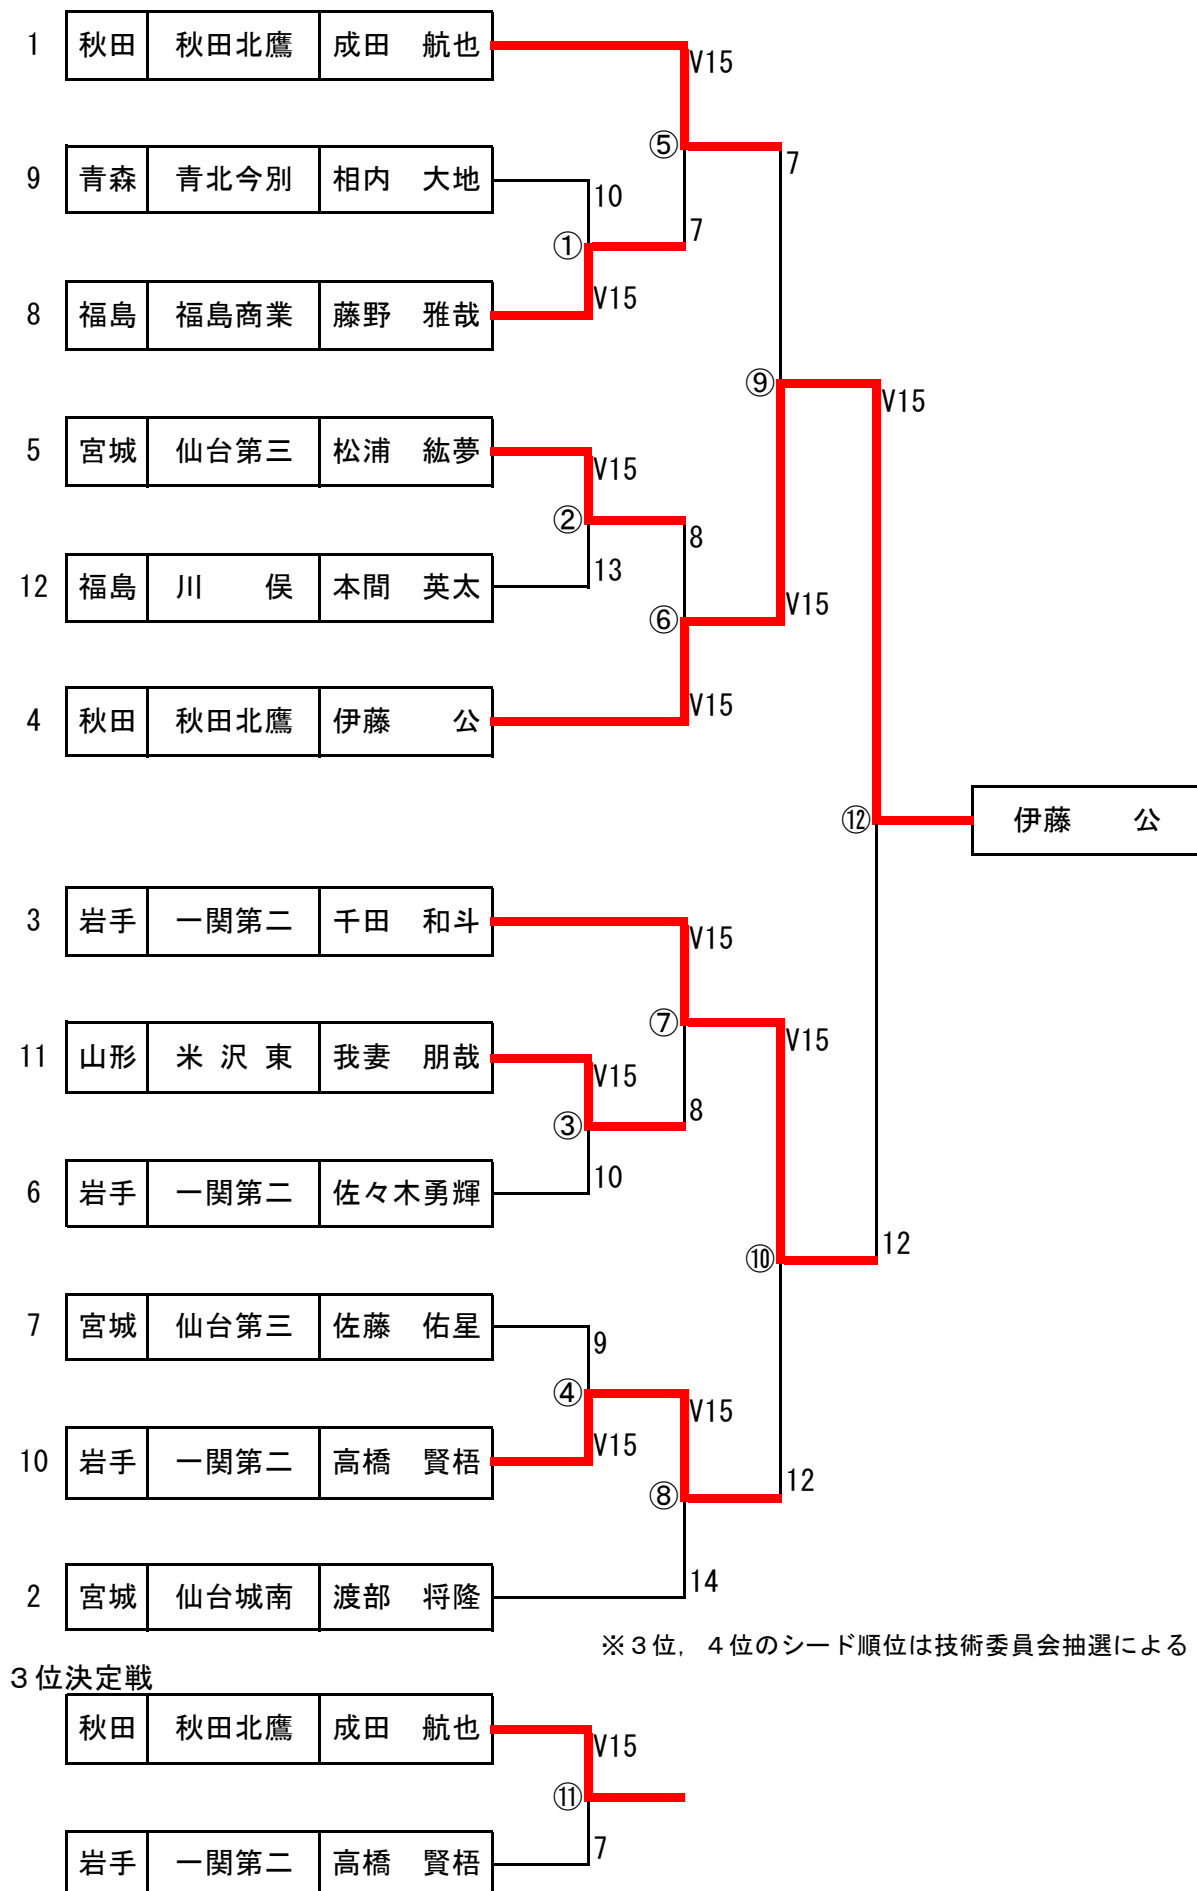 1 秋田 秋田北鷹 成田 航也
V15
⑤
7
9 青森 青北今別 相内 大地
10
①
7
8 福島 福島商業 藤野 雅哉
V15
⑨
V15
5 宮城 仙台第三 松浦 紘夢
V15
②
8
12 福島 川 俣 本間 英太
13
⑥
V15
4 秋田 秋田北鷹 伊藤 公
V15
⑫
伊藤 公
3 岩手 一関第二 千田 和斗
V15
⑦
V15
11 山形 米沢東 我妻 朋哉
V15
③
8
6 岩手 一関第二 佐々木勇輝
10
⑩
12
7 宮城 仙台第三 佐藤 佑星
9
④
V15
10 岩手 一関第二 高橋 賢梧
V15
⑧
12
2 宮城 仙台城南 渡部 将隆
14
※３位，４位のシード順位は技術委員会抽選による
３位決定戦
秋田 秋田北鷹 成田 航也
V15
⑪
7
岩手 一関第二 高橋 賢梧